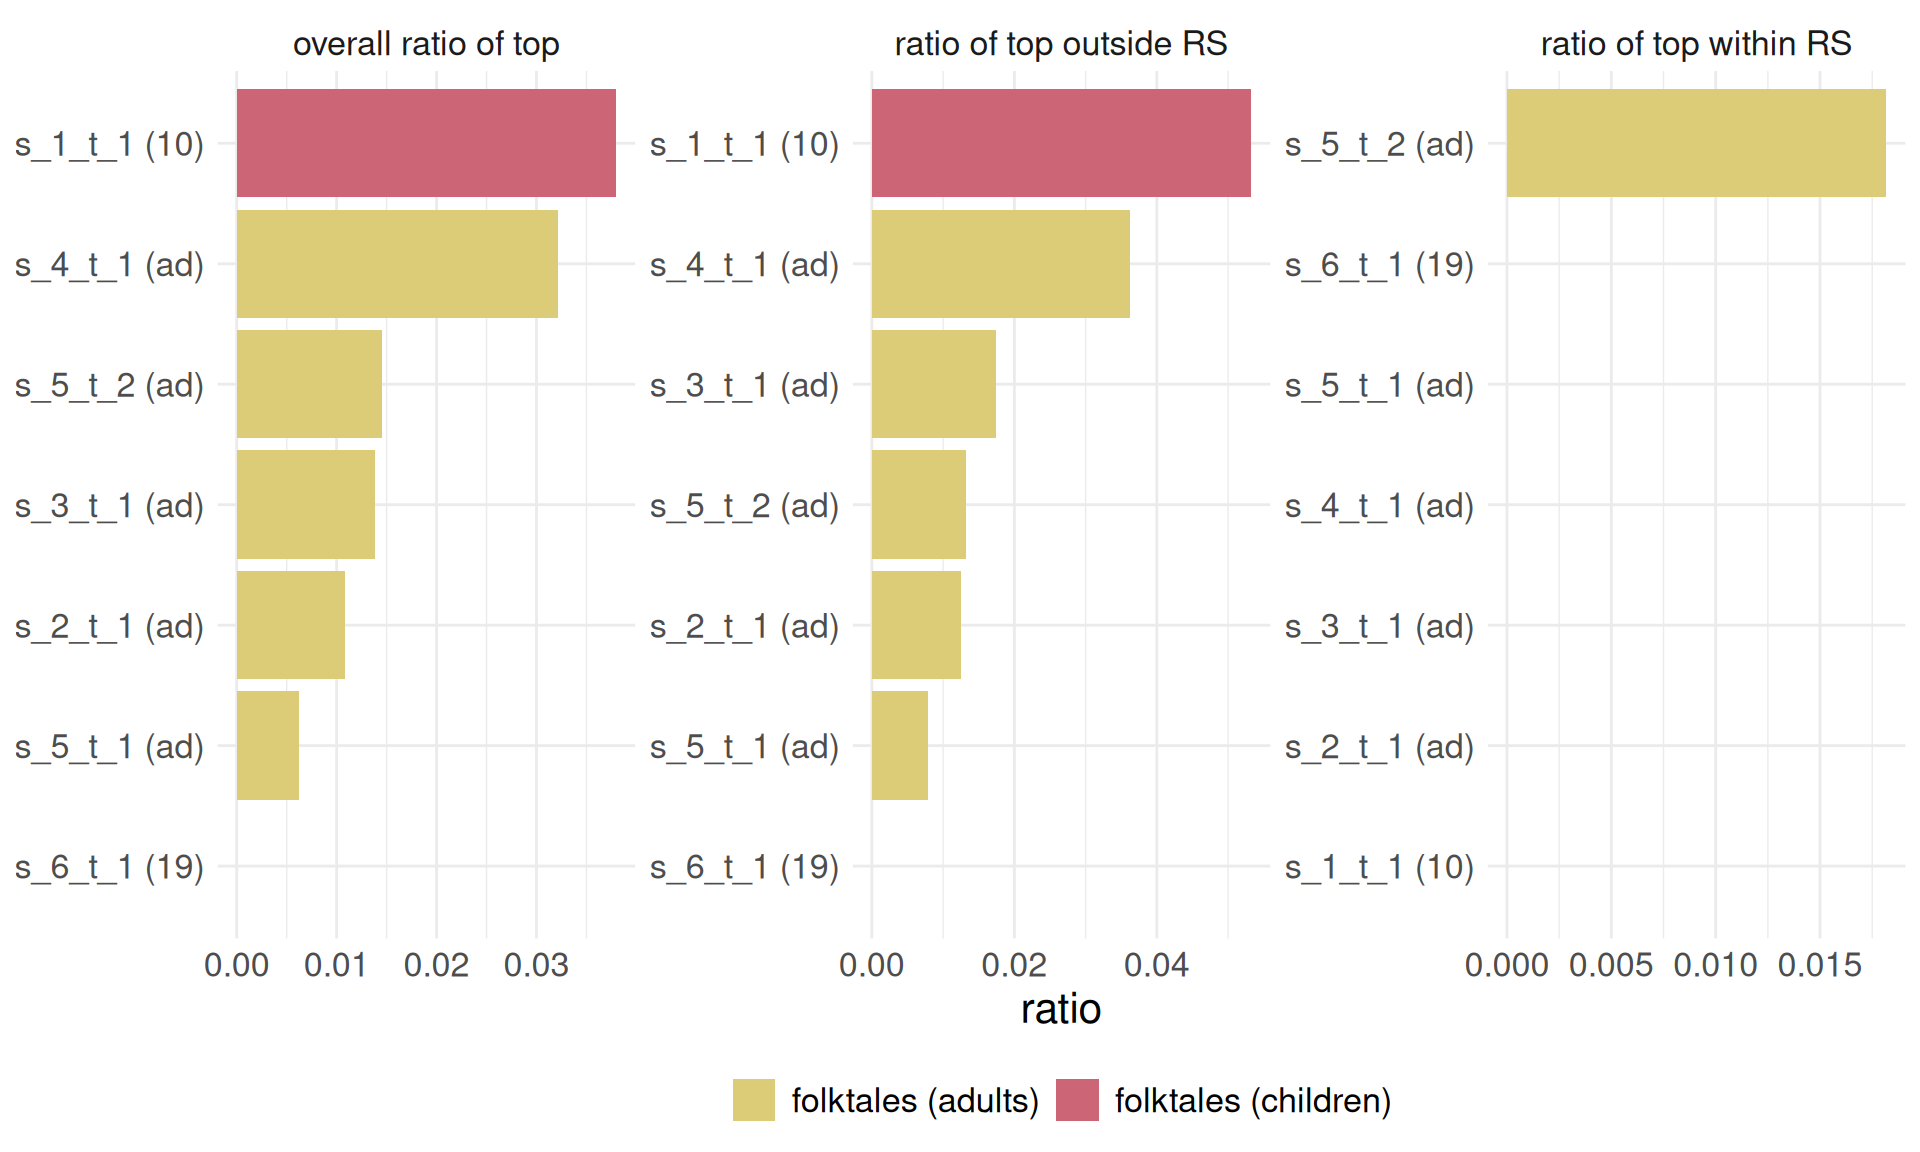 overall ratio of top
s_1_t_1 (10)
s_4_t_1 (ad)
s_5_t_2 (ad)
s_3_t_1 (ad)
s_2_t_1 (ad)
s_5_t_1 (ad)
s_6_t_1 (19)
0.00 0.01 0.02 0.03
ratio of top outside RS
s_1_t_1 (10)
s_4_t_1 (ad)
s_3_t_1 (ad)
s_5_t_2 (ad)
s_2_t_1 (ad)
s_5_t_1 (ad)
s_6_t_1 (19)
0.00 0.02 0.04
ratio of top within RS
s_5_t_2 (ad)
s_6_t_1 (19)
s_5_t_1 (ad)
s_4_t_1 (ad)
s_3_t_1 (ad)
s_2_t_1 (ad)
s_1_t_1 (10)
0.000 0.005 0.010 0.015
ratio
folktales (adults) folktales (children)